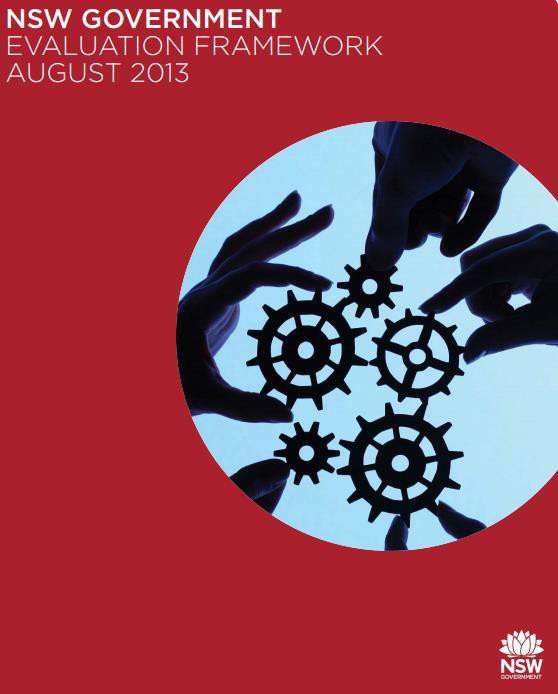 NSW GOVERNMENT
EVALUATION FRAMEWORK
AUGUST 2013
NSW
GOVERNMENT